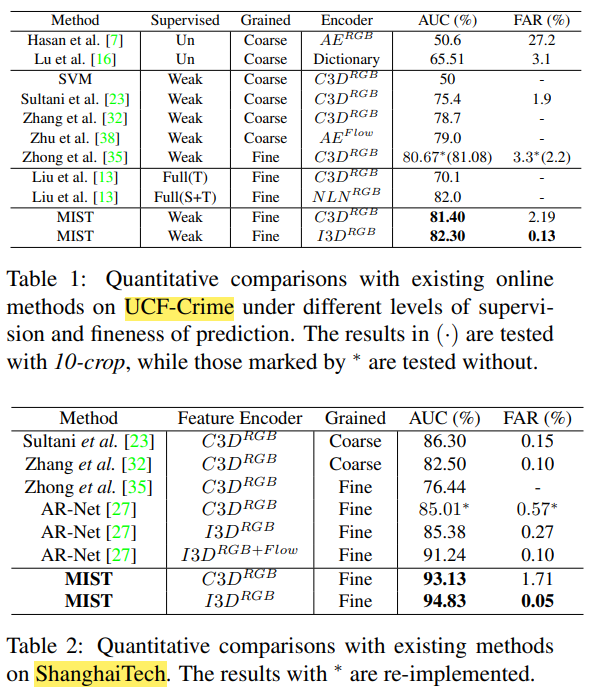 Method Supervised Grained Encoder AUC (%) FAR (%)
Hasan et al. [7] Un Coarse AE^RGB 50.6 27.2
Lu et al. [16] Un Coarse Dictionary 65.51 3.1
SVM Weak Coarse C3D^RGB 50 -
Sultani et al. [23] Weak Coarse C3D^RGB 75.4 1.9
Zhang et al. [32] Weak Coarse C3D^RGB 78.7 -
Zhu et al. [38] Weak Coarse AE^Flow 79.0 -
Zhong et al. [35] Weak Fine C3D^RGB 80.67*(81.08) 3.3*(2.2)
Liu et al. [13] Full(T) Fine C3D^RGB 70.1 -
Liu et al. [13] Full(S+T) Fine NLN^RGB 82.0 -
MIST Weak Fine C3D^RGB 81.40 2.19
MIST Weak Fine I3D^RGB 82.30 0.13
Table 1: Quantitative comparisons with existing online
methods on UCF-Crime under different levels of supervi-
sion and fineness of prediction. The results in (·) are tested
with 10-crop, while those marked by * are tested without.
Method Feature Encoder Grained AUC (%) FAR (%)
Sultani et al. [23] C3D^RGB Coarse 86.30 0.15
Zhang et al. [32] C3D^RGB Coarse 82.50 0.10
Zhong et al. [35] C3D^RGB Fine 76.44 -
AR-Net [27] C3D^RGB Fine 85.01* 0.57*
AR-Net [27] I3D^RGB Fine 85.38 0.27
AR-Net [27] I3D^RGB+Flow Fine 91.24 0.10
MIST C3D^RGB Fine 93.13 1.71
MIST I3D^RGB Fine 94.83 0.05
Table 2: Quantitative comparisons with existing methods
on ShanghaiTech. The results with * are re-implemented.